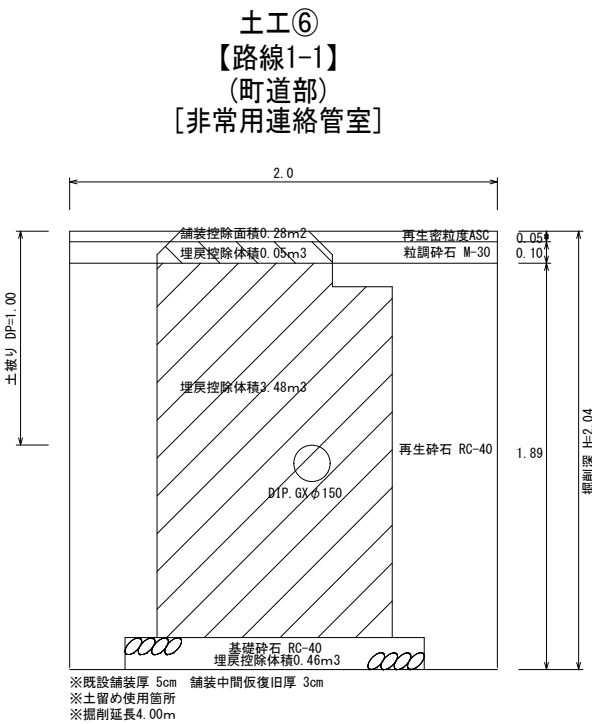 土工⑥
【路線1-1】
(町道部)
[非常用連絡管室]
2.0
舗装控除面積0.28m2
再生密粒度ASC
0.05
埋戻控除体積0.05m3
粒調砕石 M-30
0.10
土被り DP=1.00
埋戻控除体積3.48m3
再生砕石 RC-40
1.89
掘削深 H=2.04
DIP.GXφ150
基礎砕石 RC-40
埋戻控除体積0.46m3
※既設舗装厚 5cm 舗装中間仮復旧厚 3cm
※土留め使用箇所
※掘削延長4.00m